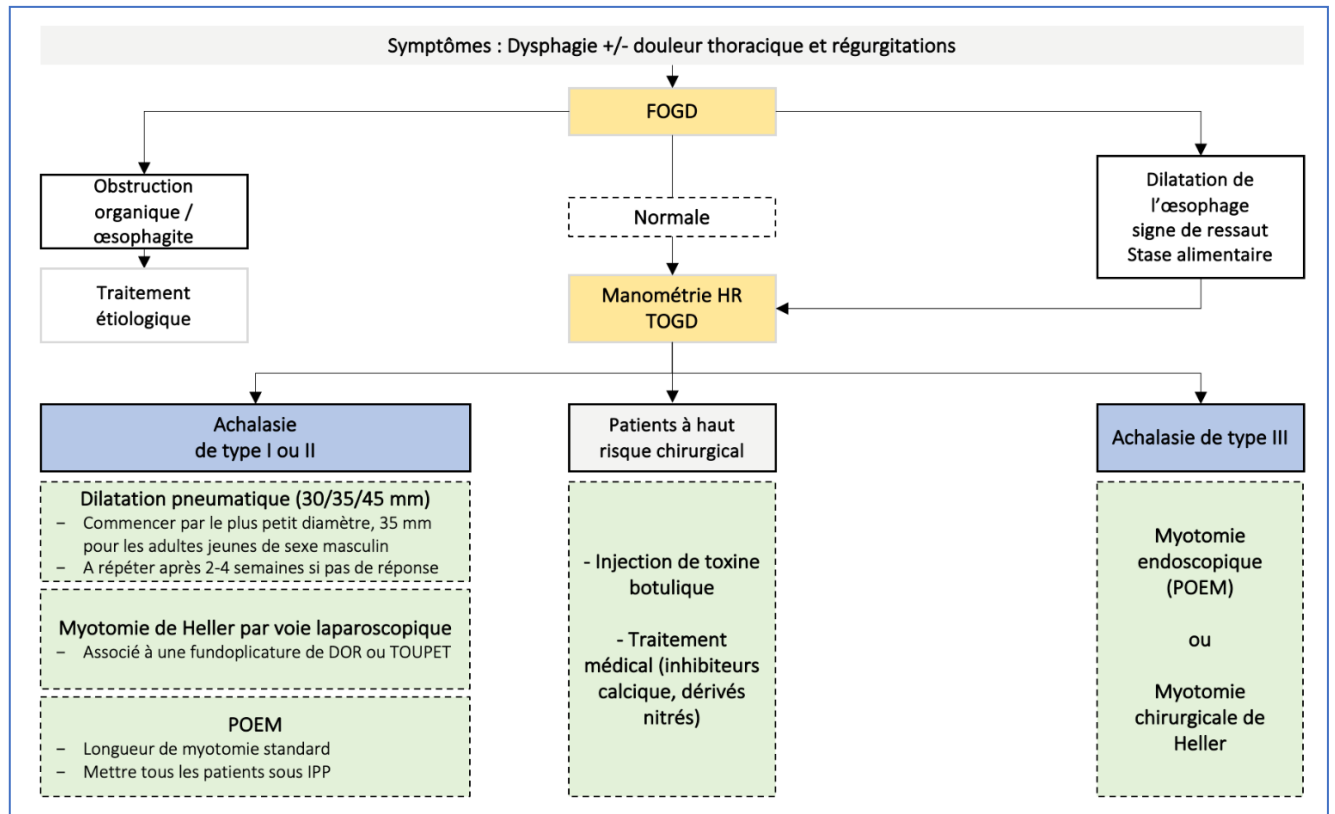 Symptômes : Dysphagie +/- douleur thoracique et régurgitations
FOGD
Obstruction
organique /
œsophagite
Normale
Dilatation de
l’œsophage
signe de ressaut
Stase alimentaire
Traitement
étiologique
Manométrie HR
TOGD
Achalasie
de type I ou II
Patients à haut
risque chirurgical
Achalasie de type III
Dilatation pneumatique (30/35/45 mm)
− Commencer par le plus petit diamètre, 35 mm
pour les adultes jeunes de sexe masculin
− A répéter après 2-4 semaines si pas de réponse
Myotomie de Heller par voie laparoscopique
− Associé à une fundoplicature de DOR ou TOUPET
POEM
− Longueur de myotomie standard
− Mettre tous les patients sous IPP
- Injection de toxine
botulique
- Traitement
médical (inhibiteurs
calcique, dérivés
nitrés)
Myotomie
endoscopique
(POEM)
ou
Myotomie
chirurgicale de
Heller